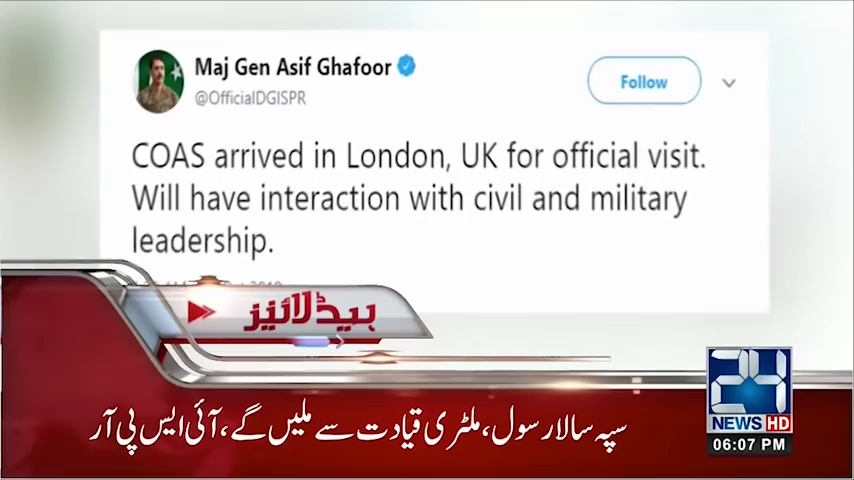 Maj Gen Asif Ghafoor
@OfficialDGISPR
Follow
COAS arrived in London, UK for official visit.
Will have interaction with civil and military
leadership.
ہیڈلائنز
سپہ سالار سول، ملٹری قیادت سے ملیں گے، آئی ایس پی آر
24
NEWS HD
06:07 PM